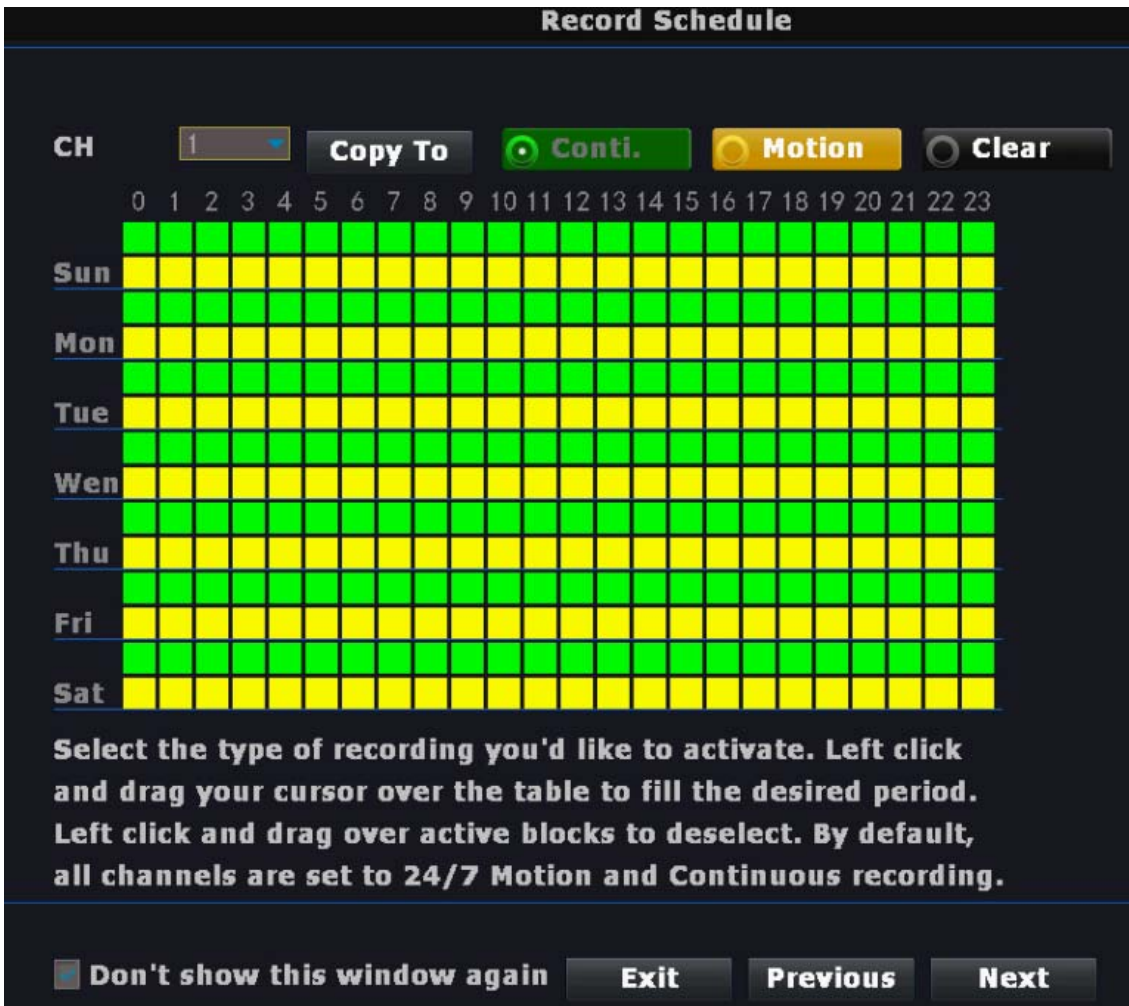 Record Schedule
CH 1 Copy To Conti. Motion Clear
0 1 2 3 4 5 6 7 8 9 10 11 12 13 14 15 16 17 18 19 20 21 22 23
Sun
Mon
Tue
Wen
Thu
Fri
Sat
Select the type of recording you'd like to activate. Left click
and drag your cursor over the table to fill the desired period.
Left click and drag over active blocks to deselect. By default,
all channels are set to 24/7 Motion and Continuous recording.
Don't show this window again Exit Previous Next